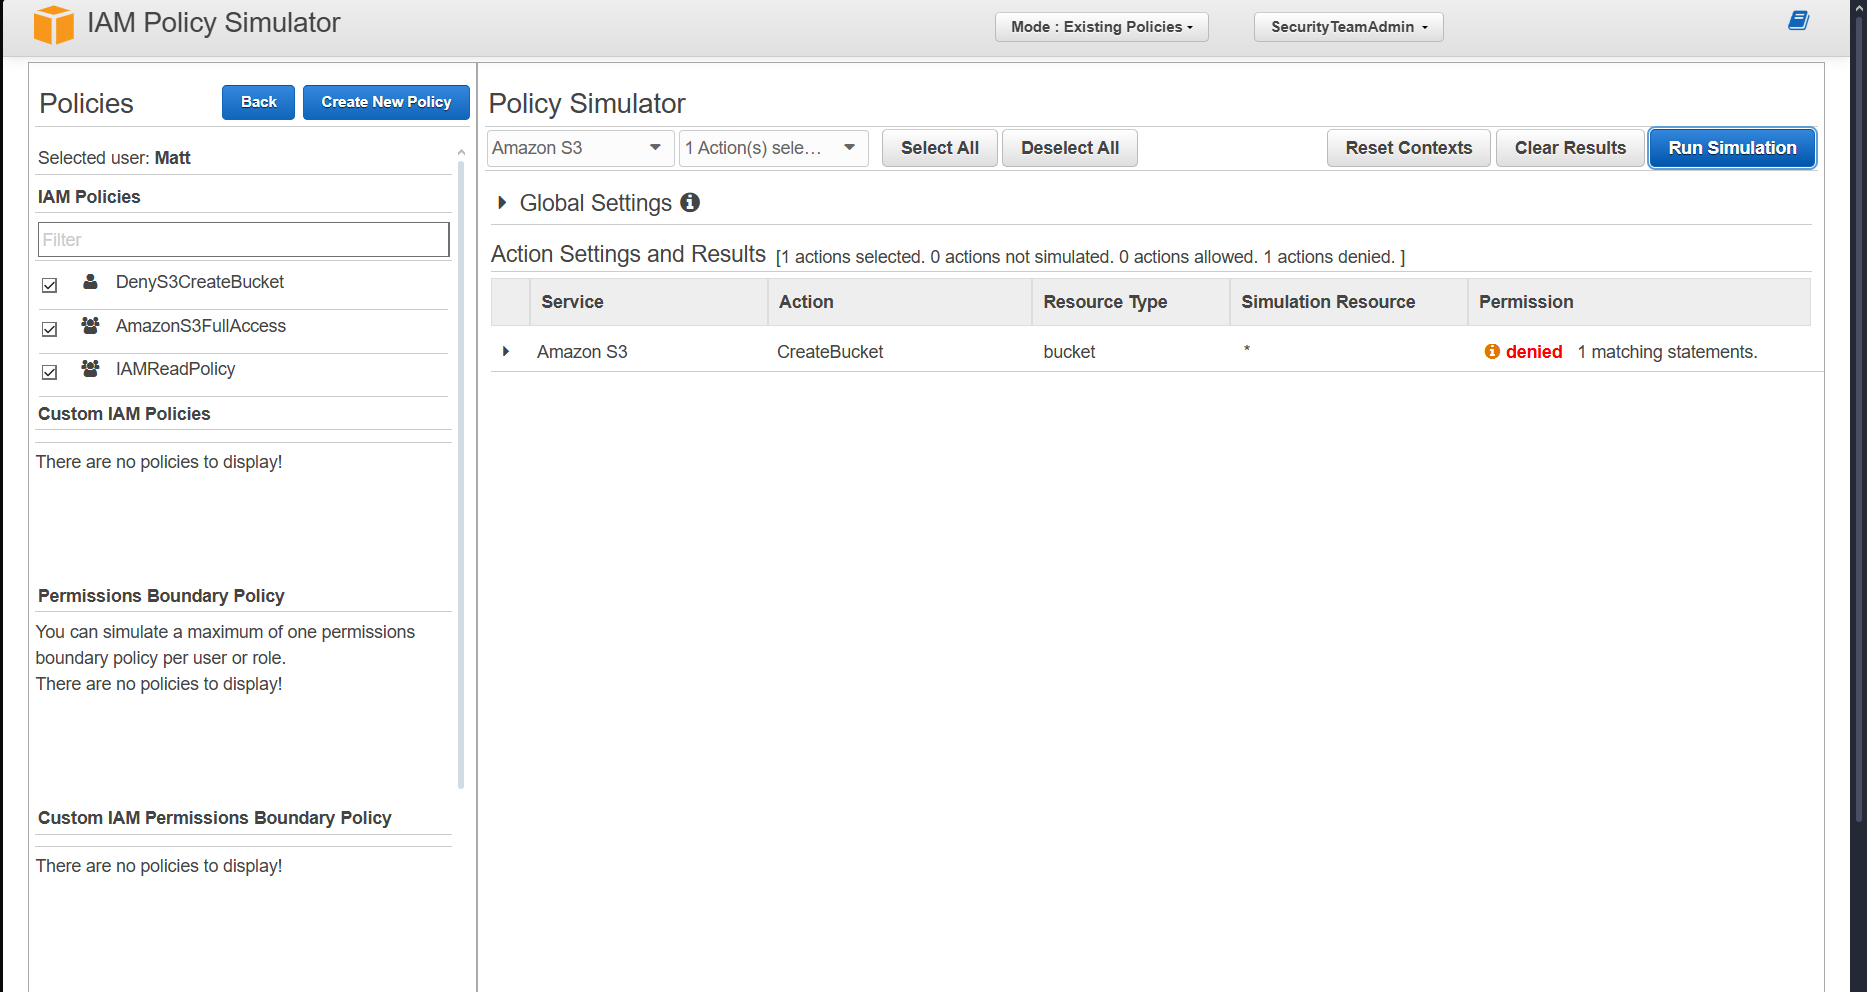 IAM Policy Simulator
Mode : Existing Policies
SecurityTeamAdmin
Policies
Back
Create New Policy
Selected user: Matt
IAM Policies
Filter
DenyS3CreateBucket
AmazonS3FullAccess
IAMReadPolicy
Custom IAM Policies
There are no policies to display!
Permissions Boundary Policy
You can simulate a maximum of one permissions
boundary policy per user or role.
There are no policies to display!
Custom IAM Permissions Boundary Policy
There are no policies to display!
Policy Simulator
Amazon S3
1 Action(s) sele...
Select All
Deselect All
Reset Contexts
Clear Results
Run Simulation
Global Settings
Action Settings and Results [1 actions selected. 0 actions not simulated. 0 actions allowed. 1 actions denied. ]
Service Action Resource Type Simulation Resource Permission
Amazon S3 CreateBucket bucket * denied 1 matching statements.